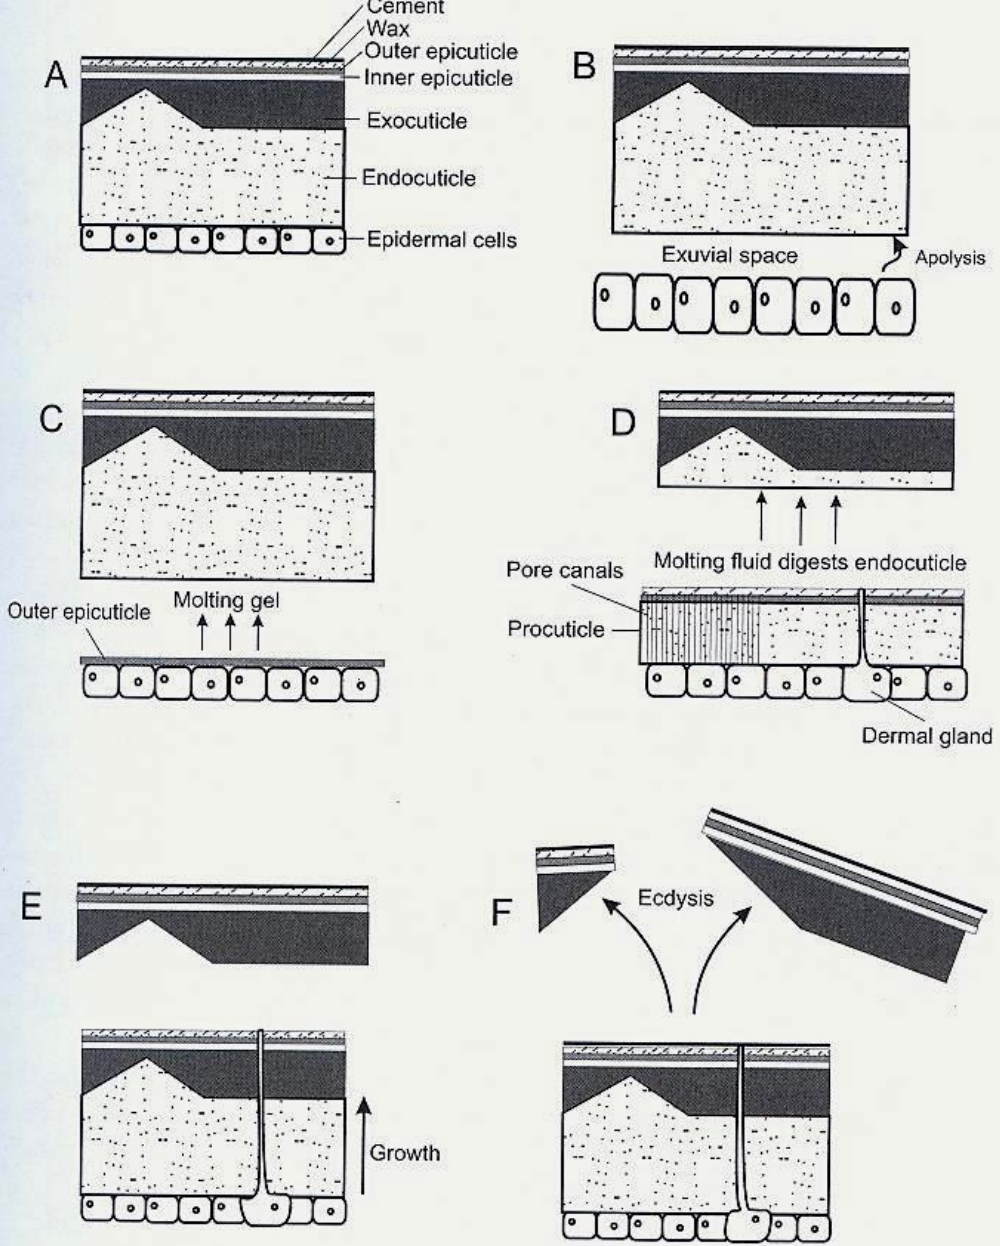 Cement
Wax
Outer epicuticle
Inner epicuticle
Exocuticle
Endocuticle
Epidermal cells
A
B
Exuvial space
Apolysis
C
Molting gel
Outer epicuticle
D
Molting fluid digests endocuticle
Pore canals
Procuticle
Dermal gland
E
Growth
F
Ecdysis